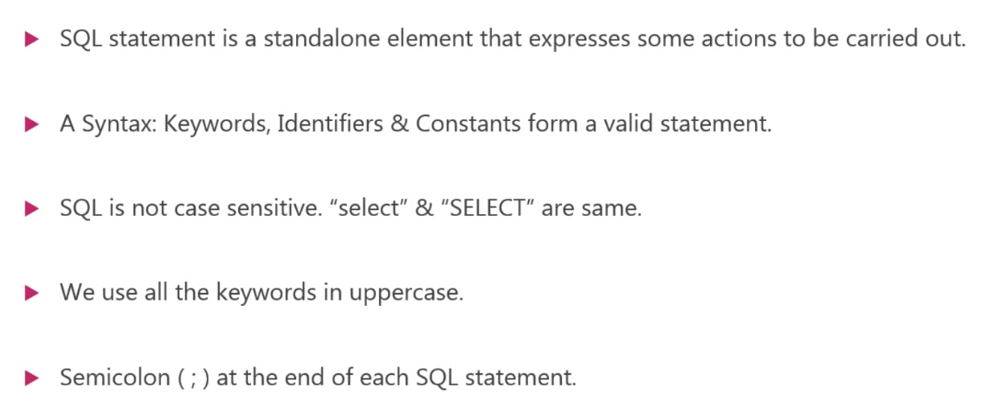 SQL statement is a standalone element that expresses some actions to be carried out.
A Syntax: Keywords, Identifiers & Constants form a valid statement.
SQL is not case sensitive. “select” & “SELECT” are same.
We use all the keywords in uppercase.
Semicolon ( ; ) at the end of each SQL statement.